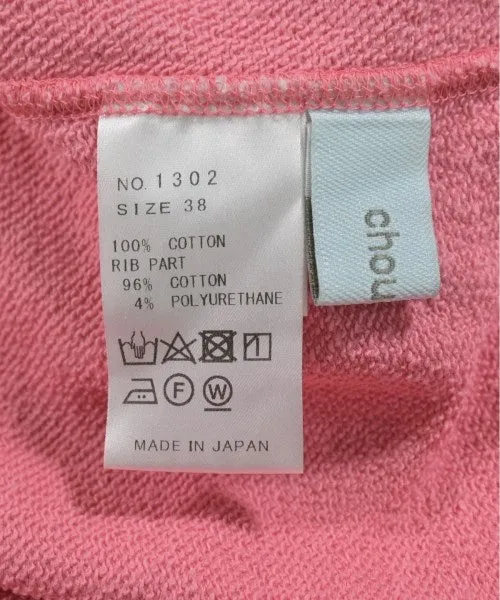 NO. 1302
SIZE 38
100% COTTON
RIB PART
96% COTTON
4% POLYURETHANE
F W
MADE IN JAPAN
chou